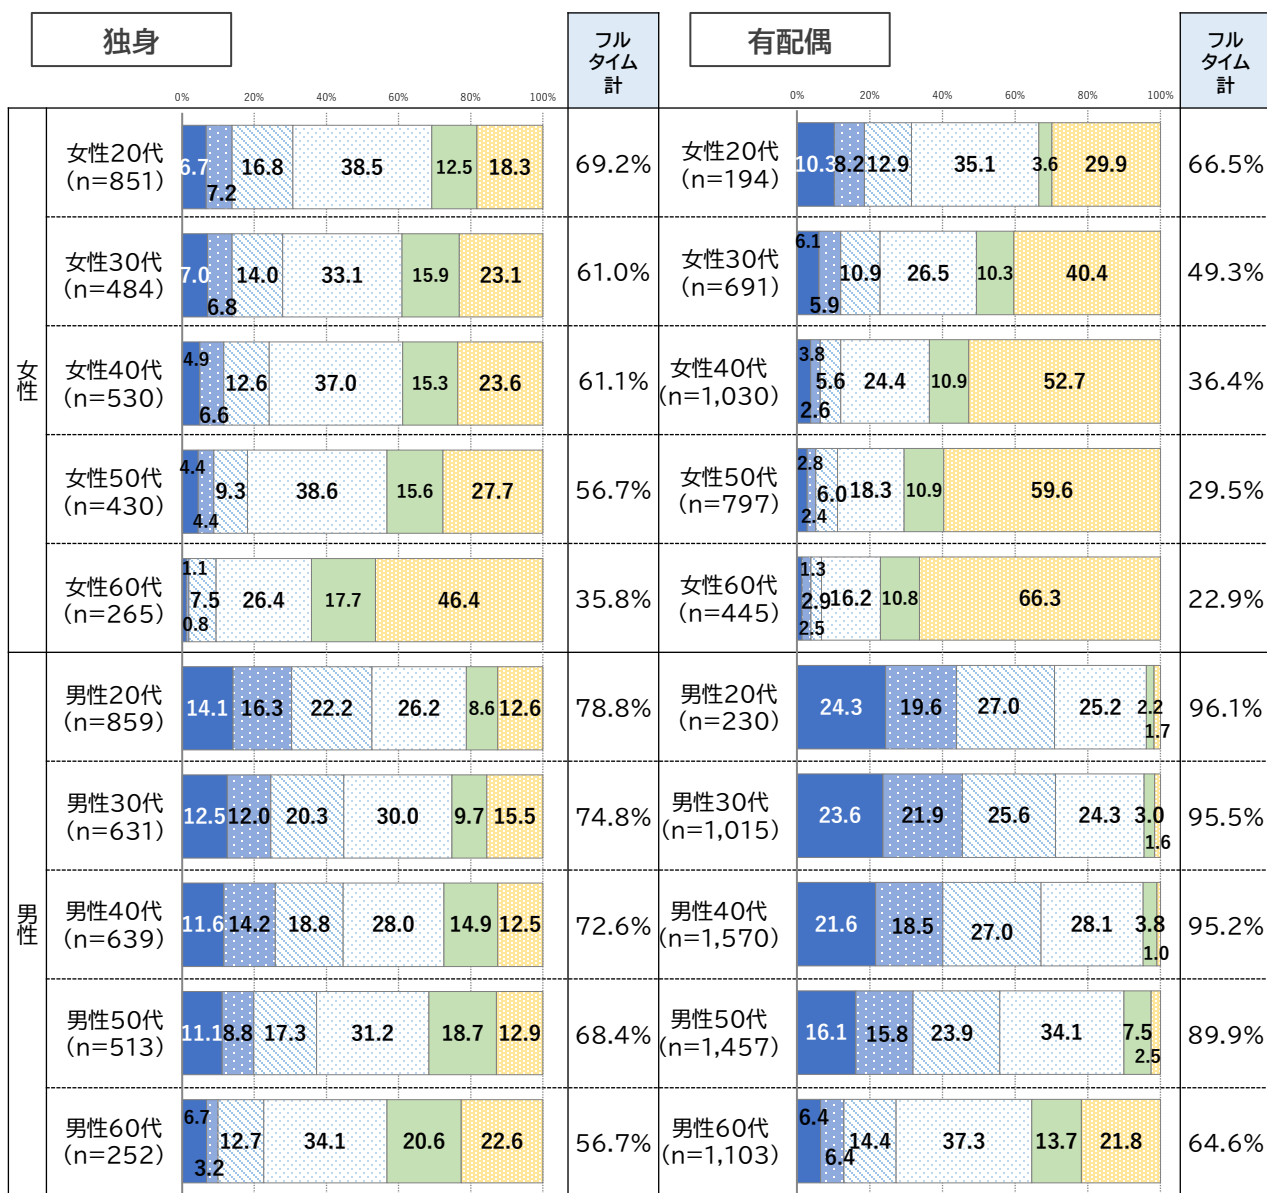 独身
フル
タイム
計
有配偶
フル
タイム
計
0% 20% 40% 60% 80% 100%
0% 20% 40% 60% 80% 100%
女性
女性20代
(n=851)
6.7 7.2 16.8 38.5 12.5 18.3
69.2%
女性20代
(n=194)
10.3 8.2 12.9 35.1 3.6 29.9
66.5%
女性30代
(n=484)
7.0 6.8 14.0 33.1 15.9 23.1
61.0%
女性30代
(n=691)
6.1 5.9 10.9 26.5 10.3 40.4
49.3%
女性40代
(n=530)
4.9 6.6 12.6 37.0 15.3 23.6
61.1%
女性40代
(n=1,030)
3.8 2.6 5.6 24.4 10.9 52.7
36.4%
女性50代
(n=430)
4.4 4.4 9.3 38.6 15.6 27.7
56.7%
女性50代
(n=797)
2.8 2.4 6.0 18.3 10.9 59.6
29.5%
女性60代
(n=265)
1.1 0.8 7.5 26.4 17.7 46.4
35.8%
女性60代
(n=445)
1.3 2.5 2.9 16.2 10.8 66.3
22.9%
男性
男性20代
(n=859)
14.1 16.3 22.2 26.2 8.6 12.6
78.8%
男性20代
(n=230)
24.3 19.6 27.0 25.2 2.2 1.7
96.1%
男性30代
(n=631)
12.5 12.0 20.3 30.0 9.7 15.5
74.8%
男性30代
(n=1,015)
23.6 21.9 25.6 24.3 3.0 1.6
95.5%
男性40代
(n=639)
11.6 14.2 18.8 28.0 14.9 12.5
72.6%
男性40代
(n=1,570)
21.6 18.5 27.0 28.1 3.8 1.0
95.2%
男性50代
(n=513)
11.1 8.8 17.3 31.2 18.7 12.9
68.4%
男性50代
(n=1,457)
16.1 15.8 23.9 34.1 7.5 2.5
89.9%
男性60代
(n=252)
6.7 3.2 12.7 34.1 20.6 22.6
56.7%
男性60代
(n=1,103)
6.4 6.4 14.4 37.3 13.7 21.8
64.6%